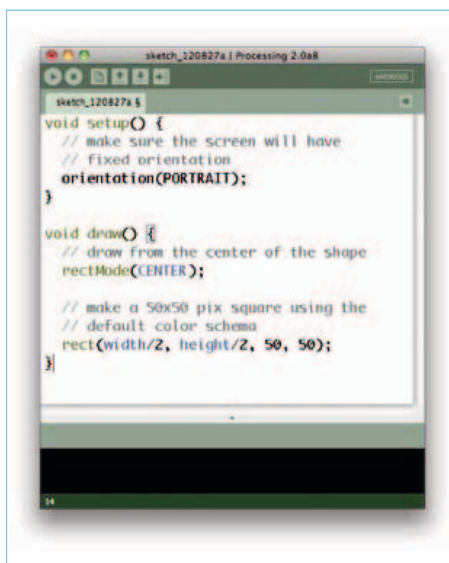 sketch_120827a | Processing 2.0a8
ANDROID
sketch_120827a §
void setup() {
// make sure the screen will have
// fixed orientation
orientation(PORTRAIT);
}
void draw() {
// draw from the center of the shape
rectMode(CENTER);
// make a 50x50 pix square using the
// default color schema
rect(width/2, height/2, 50, 50);
}
14